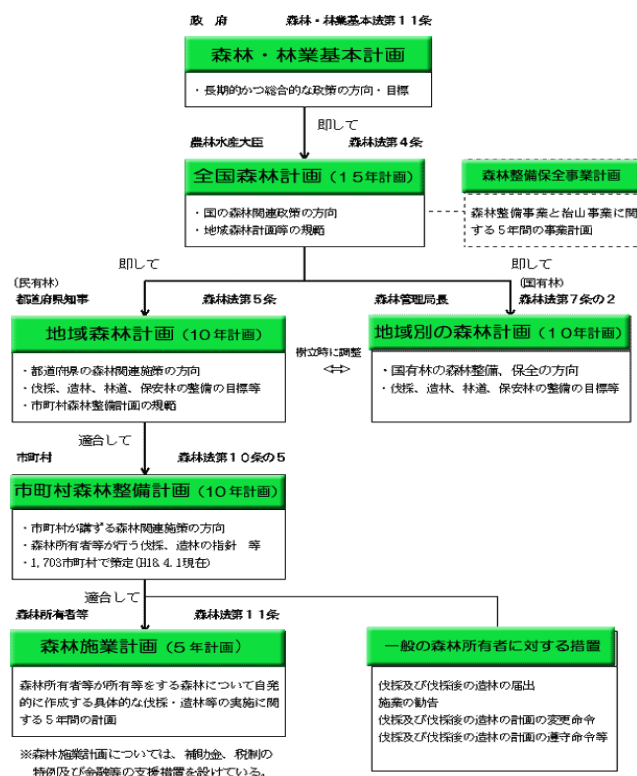 政　府　　森林・林業基本法第１１条
森林・林業基本計画
・長期的かつ総合的な政策の方向・目標
即して
農林水産大臣　　森林法第４条
全国森林計画（１５年計画）
・国の森林関連政策の方向
・地域森林計画等の規範
森林整備保全事業計画
森林整備事業と治山事業に関
する５年間の事業計画
即して
即して
（民有林）
都道府県知事　　森林法第５条
（国有林）
森林管理局長　　森林法第７条の２
地域森林計画（10年計画）
・都道府県の森林関連施策の方向
・伐採、造林、林道、保安林の整備の目標等
・市町村森林整備計画の規範
樹立時に調整
⇔
地域別の森林計画（１０年計画）
・国有林の森林整備、保全の方向
・伐採、造林、林道、保安林の整備の目標等
適合して
市町村　　森林法第１０条の５
市町村森林整備計画（10年計画）
・市町村が講ずる森林関連施策の方向
・森林所有者等が行う伐採、造林の指針　等
・1,703市町村で策定(H18.4.1現在)
適合して
森林所有者等　　森林法第１１条
森林施業計画（５年計画）
森林所有者等が所有等をする森林について自発
的に作成する具体的な伐採・造林等の実施に関
する５年間の計画
※森林施業計画については、補助金、税制の
特例及び金融等の支援措置を設けている。
一般の森林所有者に対する措置
伐採及び伐採後の造林の届出
施業の勧告
伐採及び伐採後の造林の計画の変更命令
伐採及び伐採後の造林の計画の遵守命令等